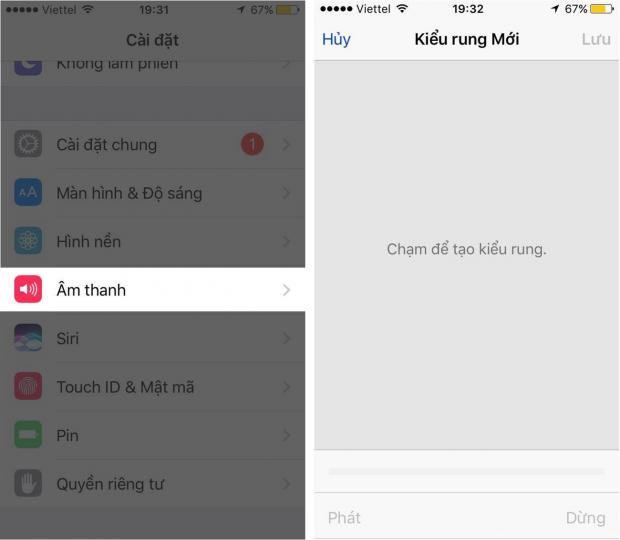 Viettel 19:31 67%
Cài đặt
Không làm phiền
Cài đặt chung 1
AA Màn hình & Độ sáng
Hình nền
Âm thanh
Siri
Touch ID & Mật mã
Pin
Quyền riêng tư
Viettel 19:32 67%
Hủy Kiểu rung Mới Lưu
Chạm để tạo kiểu rung.
Phát Dừng